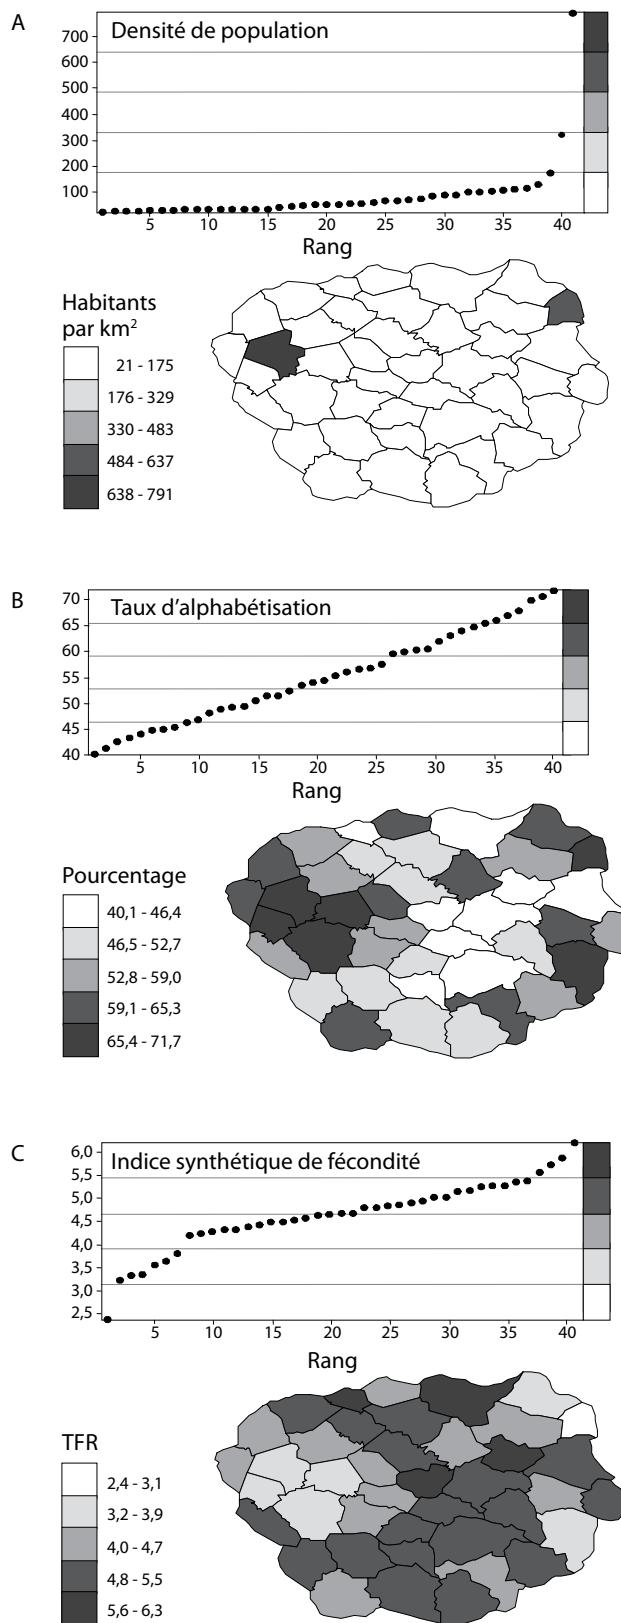 A
Densité de population
700
600
500
400
300
200
100
5 10 15 20 25 30 35 40
Rang
Habitants
par km²
21 - 175
176 - 329
330 - 483
484 - 637
638 - 791
B
Taux d'alphabétisation
70
65
60
55
50
45
40
5 10 15 20 25 30 35 40
Rang
Pourcentage
40,1 - 46,4
46,5 - 52,7
52,8 - 59,0
59,1 - 65,3
65,4 - 71,7
C
Indice synthétique de fécondité
6,0
5,5
5,0
4,5
4,0
3,5
3,0
2,5
5 10 15 20 25 30 35 40
Rang
TFR
2,4 - 3,1
3,2 - 3,9
4,0 - 4,7
4,8 - 5,5
5,6 - 6,3